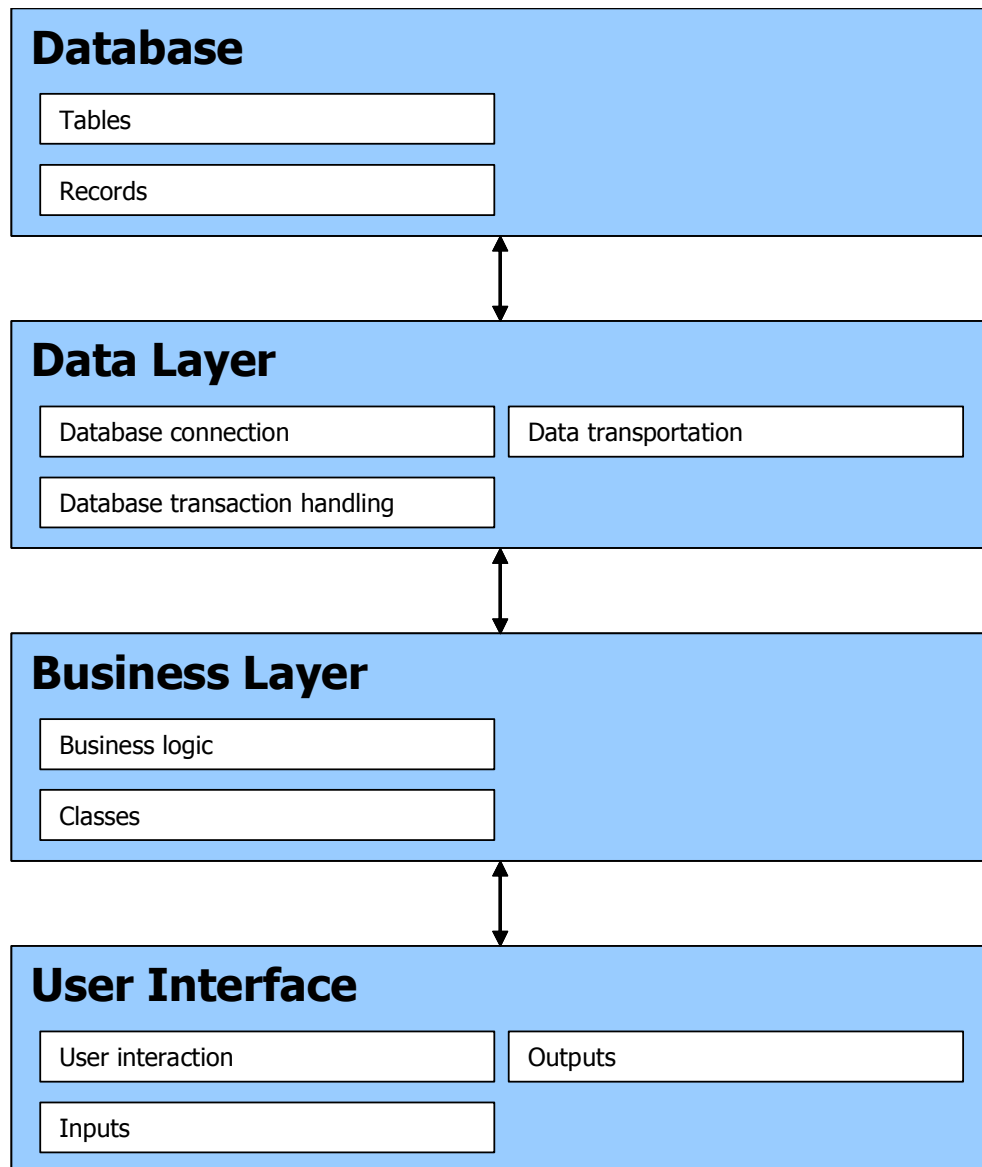 Database
Tables
Records
Data Layer
Database connection
Data transportation
Database transaction handling
Business Layer
Business logic
Classes
User Interface
User interaction
Outputs
Inputs